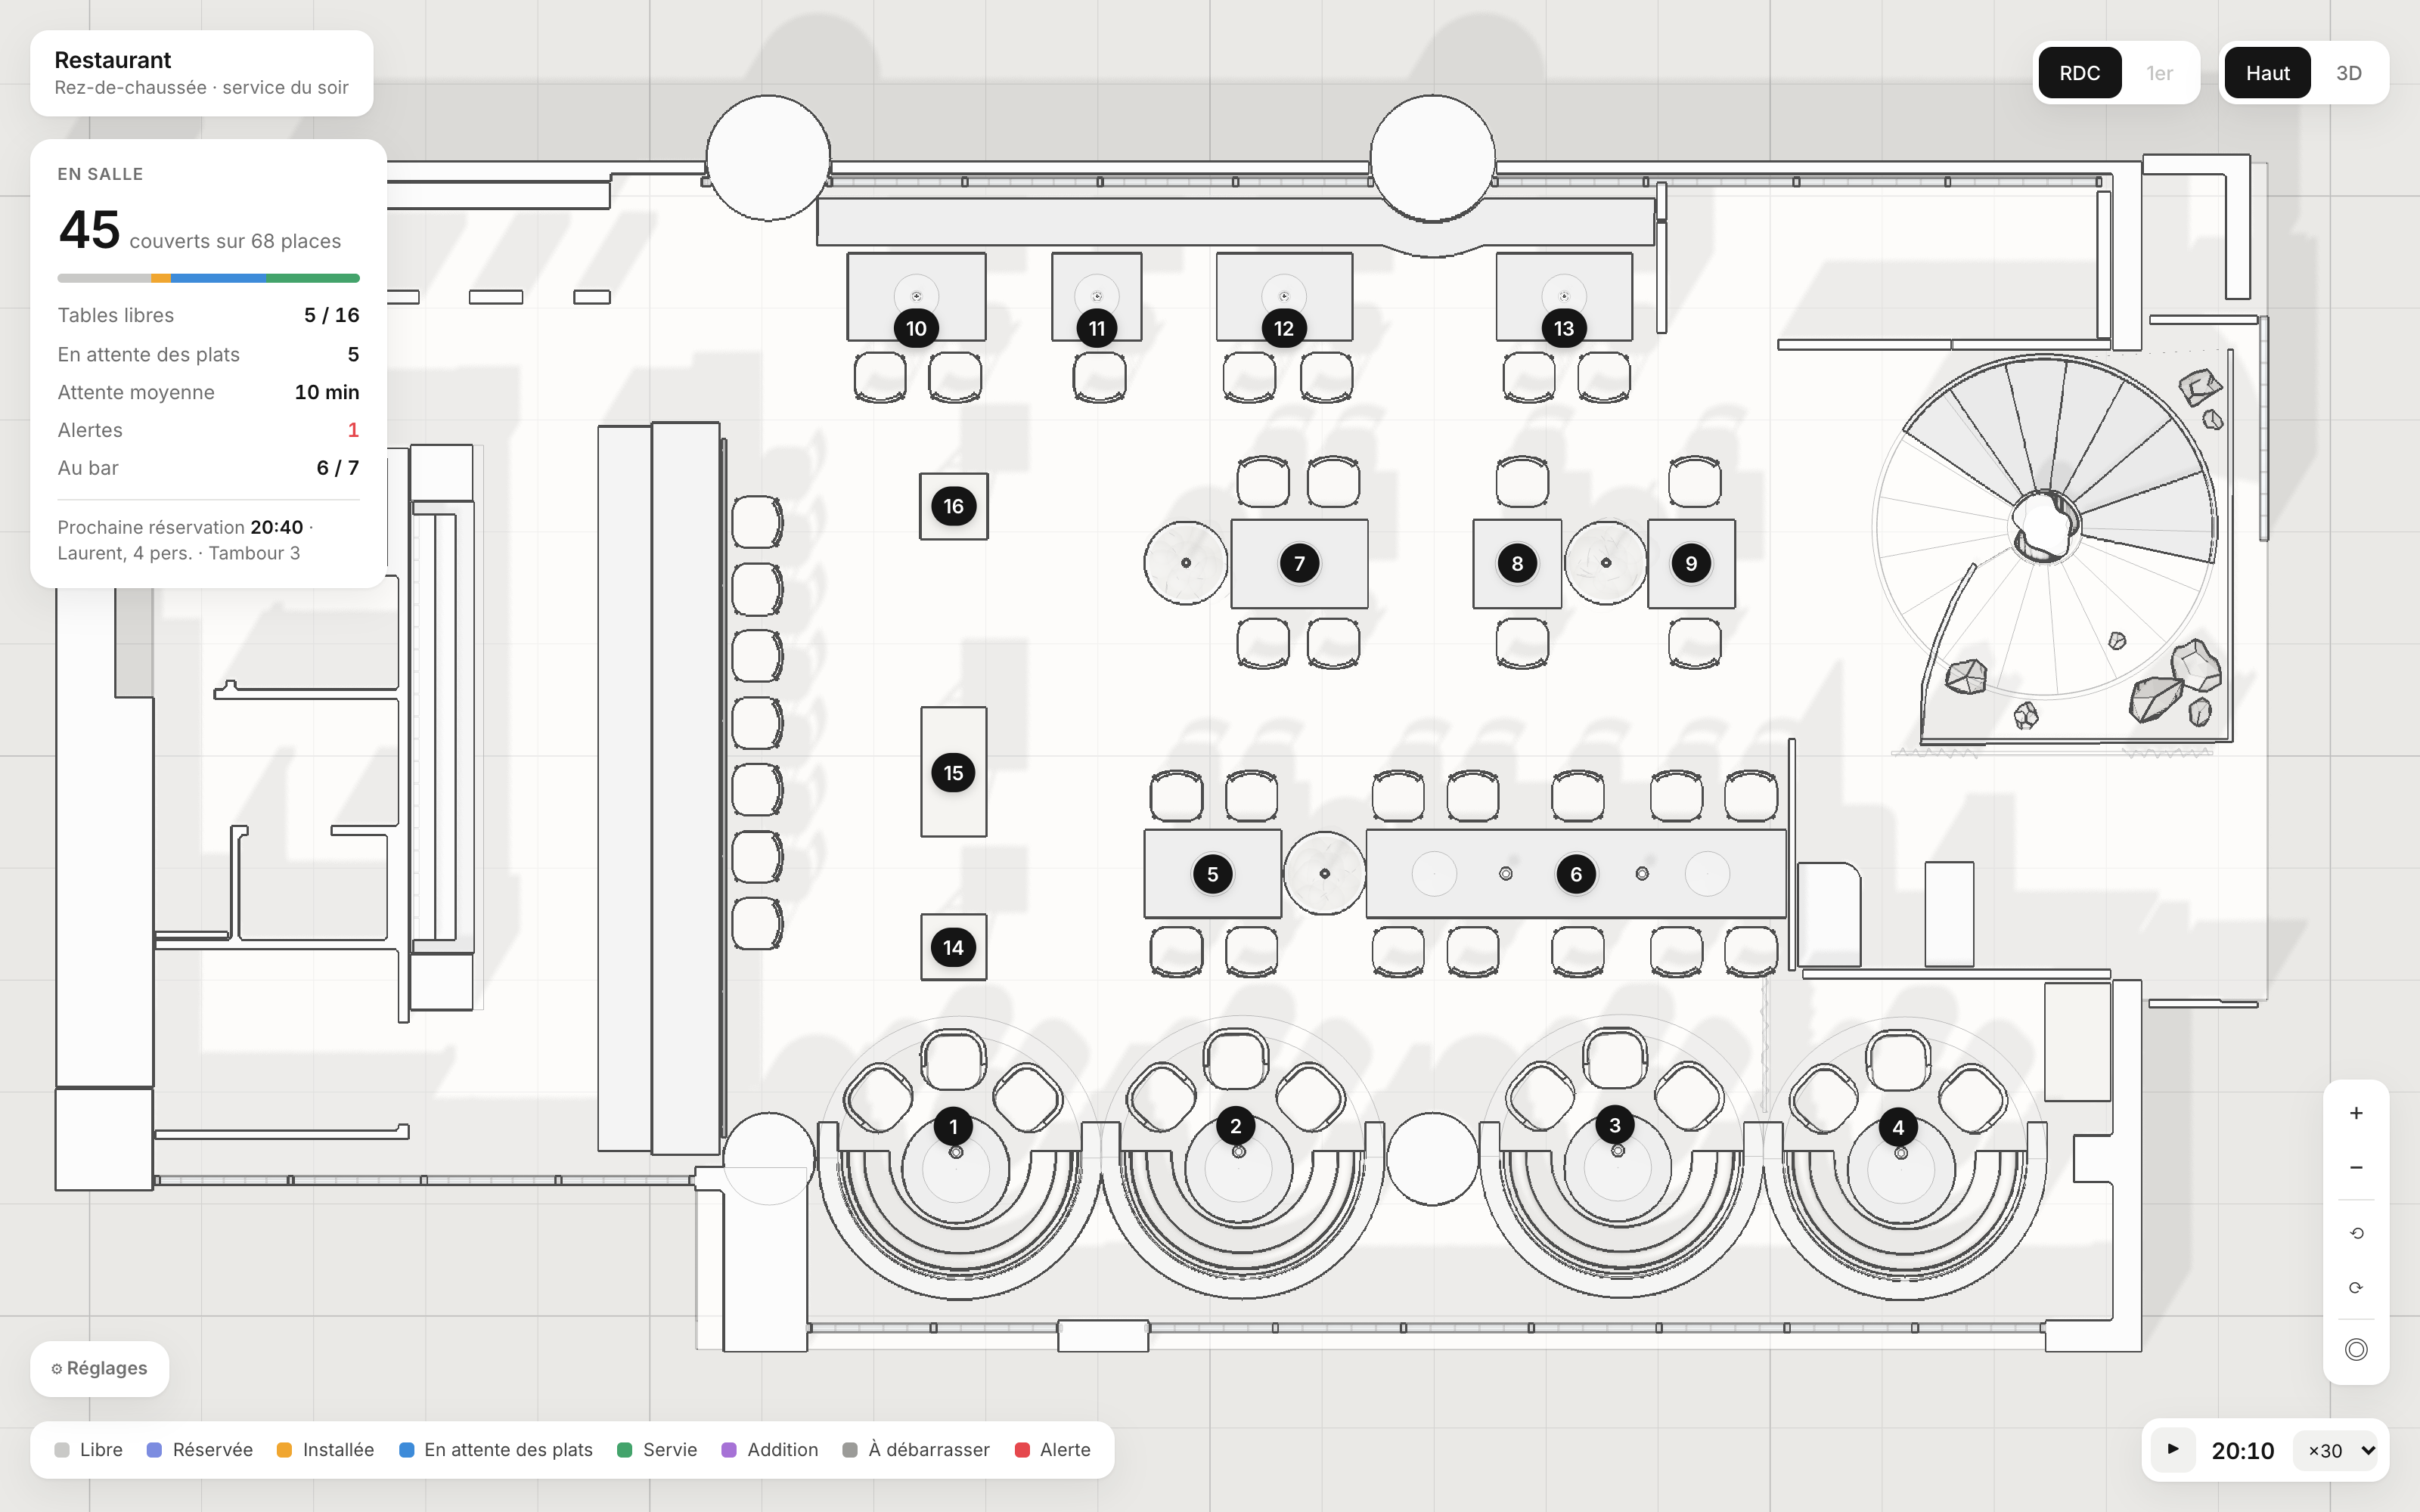 Restaurant
Rez-de-chaussée · service du soir
RDC 1er
Haut 3D
EN SALLE
45 couverts sur 68 places
Tables libres 5 / 16
En attente des plats 5
Attente moyenne 10 min
Alertes 1
Au bar 6 / 7
Prochaine réservation 20:40 ·
Laurent, 4 pers. · Tambour 3
10 11 12 13
16
7 8 9
15
5 6
14
1 2 3 4
+
−
Réglages
Libre Réservée Installée En attente des plats Servie Addition À débarrasser Alerte
20:10 ×30